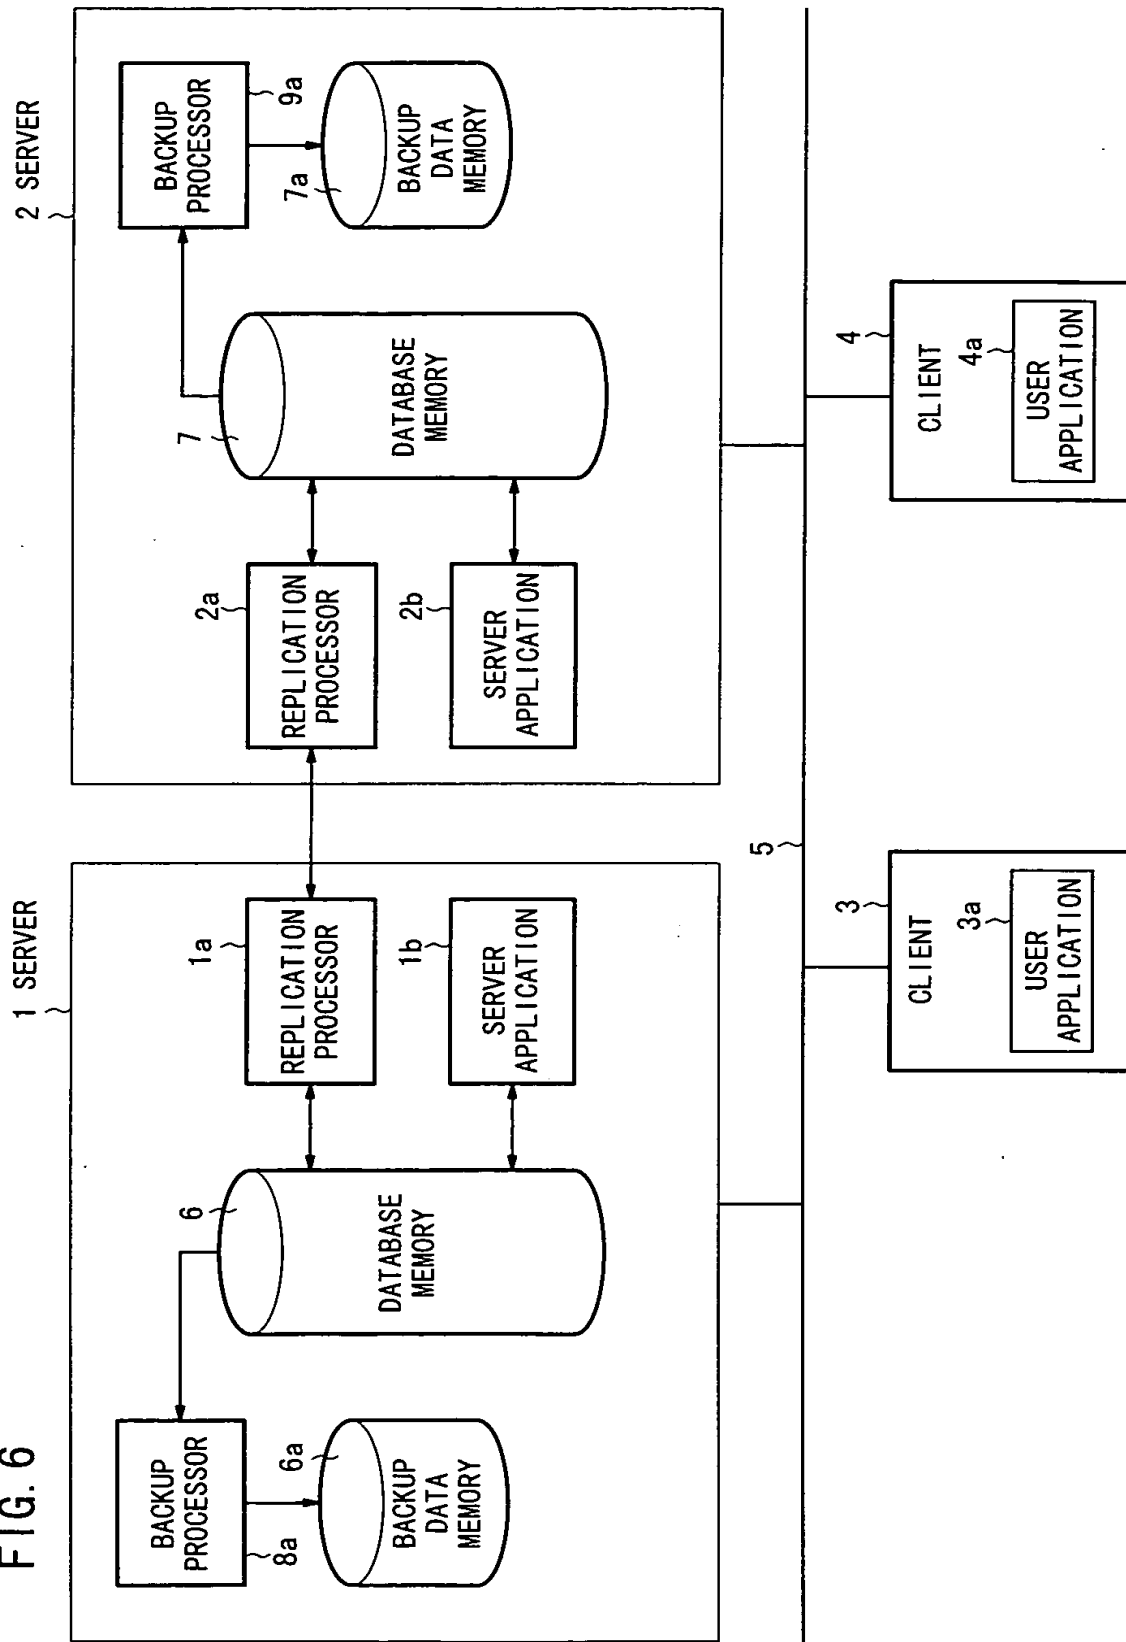 FIG. 6
1 SERVER
BACKUP
PROCESSOR
8a
6a
BACKUP
DATA
MEMORY
6
DATABASE
MEMORY
1a
REPLICATION
PROCESSOR
1b
SERVER
APPLICATION
2 SERVER
2a
REPLICATION
PROCESSOR
2b
SERVER
APPLICATION
7
DATABASE
MEMORY
BACKUP
PROCESSOR
9a
7a
BACKUP
DATA
MEMORY
5
3
CLIENT
3a
USER
APPLICATION
4
CLIENT
4a
USER
APPLICATION